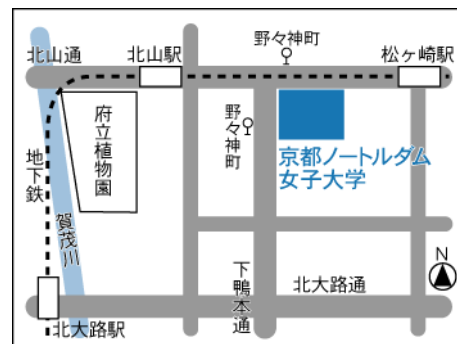 北山通
北山駅
野々神町
松ヶ崎駅
府立植物園
野々神町
京都ノートルダム
女子大学
地下鉄
賀茂川
N
下鴨本通
北大路通
北大路駅